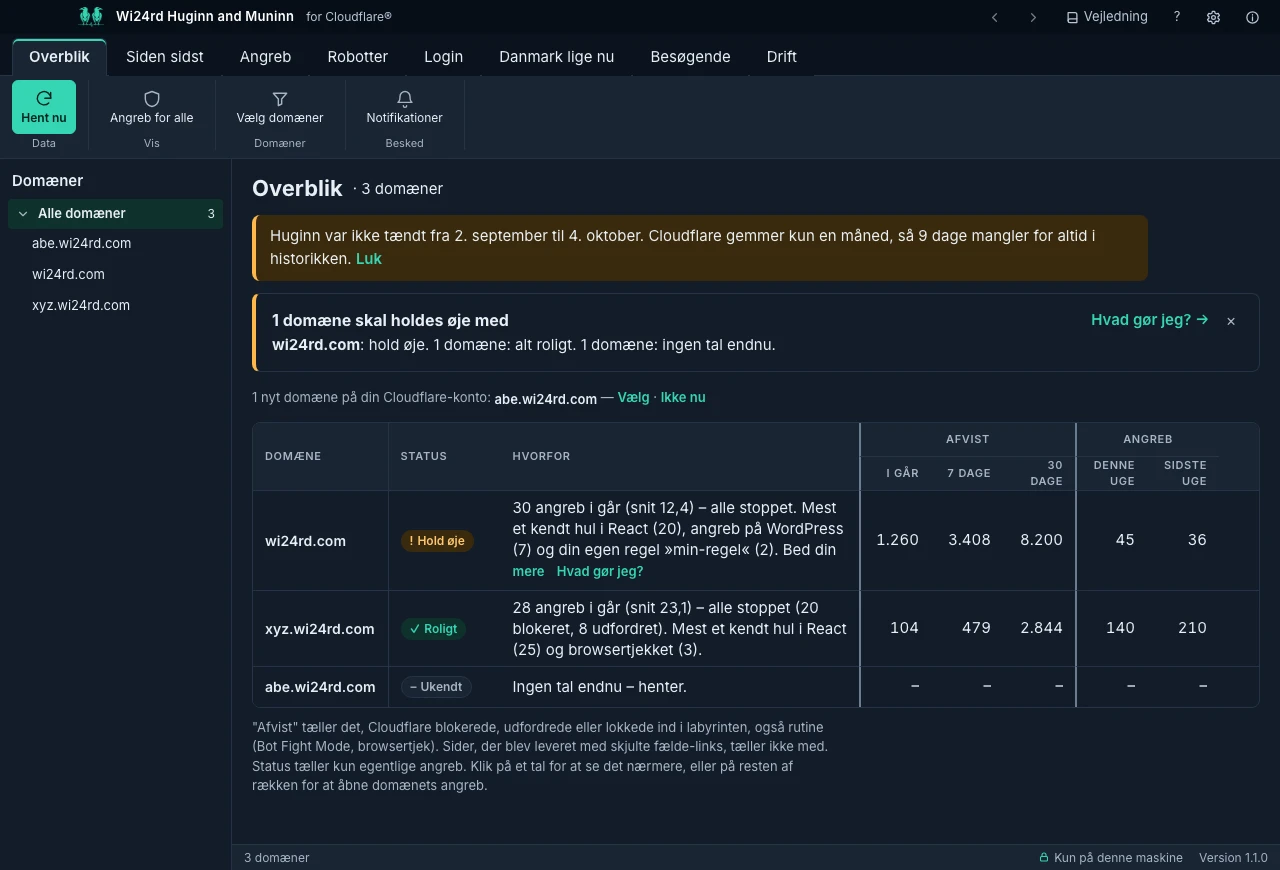 Wi24rd Huginn and Muninn for Cloudflare®
Vejledning ?
Overblik Siden sidst Angreb Robotter Login Danmark lige nu Besøgende Drift
Hent nu Angreb for alle Vælg domæner Notifikationer
Data Vis Domæner Besked
Domæner
Alle domæner 3
abe.wi24rd.com
wi24rd.com
xyz.wi24rd.com
Overblik · 3 domæner
Huginn var ikke tændt fra 2. september til 4. oktober. Cloudflare gemmer kun en måned, så 9 dage mangler for altid i
historikken. Luk
1 domæne skal holdes øje med Hvad gør jeg? → ×
wi24rd.com: hold øje. 1 domæne: alt roligt. 1 domæne: ingen tal endnu.
1 nyt domæne på din Cloudflare-konto: abe.wi24rd.com — Vælg · Ikke nu
AFVIST ANGREB
DOMÆNE STATUS HVORFOR I GÅR 7 DAGE 30 DAGE DENNE UGE SIDSTE UGE
wi24rd.com ! Hold øje
30 angreb i går (snit 12,4) – alle stoppet. Mest
et kendt hul i React (20), angreb på WordPress
(7) og din egen regel »min-regel« (2). Bed din
mere Hvad gør jeg?
1.260 3.408 8.200 45 36
xyz.wi24rd.com ✓ Roligt
28 angreb i går (snit 23,1) – alle stoppet (20
blokeret, 8 udfordret). Mest et kendt hul i React
(25) og browsertjekket (3).
104 479 2.844 140 210
abe.wi24rd.com – Ukendt Ingen tal endnu – henter. – – – – –
"Afvist" tæller det, Cloudflare blokerede, udfordrede eller lokkede ind i labyrinten, også rutine
(Bot Fight Mode, browsertjek). Sider, der blev leveret med skjulte fælde-links, tæller ikke med.
Status tæller kun egentlige angreb. Klik på et tal for at se det nærmere, eller på resten af
rækken for at åbne domænets angreb.
3 domæner Kun på denne maskine Version 1.1.0